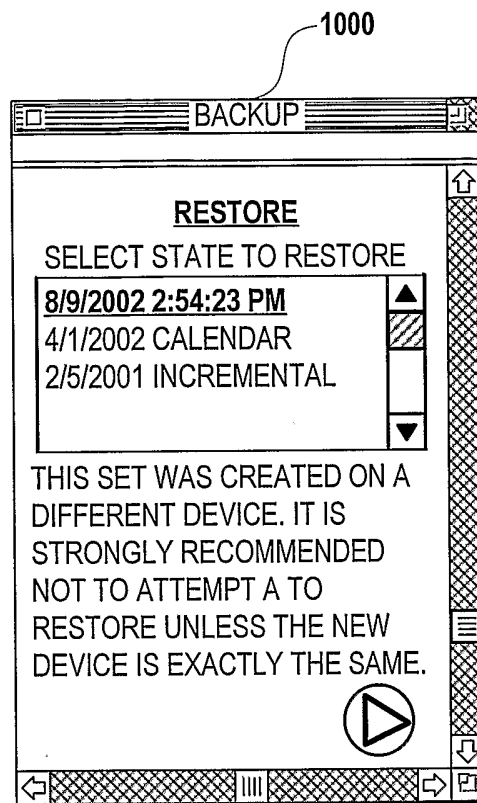 1000
BACKUP
RESTORE
SELECT STATE TO RESTORE
8/9/2002 2:54:23 PM
4/1/2002 CALENDAR
2/5/2001 INCREMENTAL
THIS SET WAS CREATED ON A
DIFFERENT DEVICE. IT IS
STRONGLY RECOMMENDED
NOT TO ATTEMPT A TO
RESTORE UNLESS THE NEW
DEVICE IS EXACTLY THE SAME.